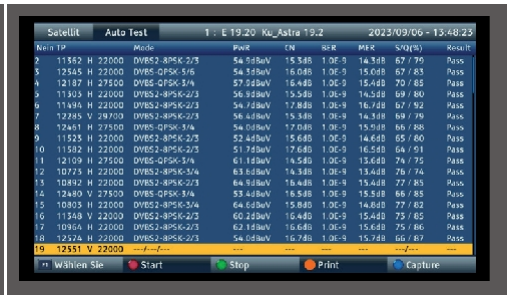 Satellit Auto Test 1 : E 19.20 Ku_Astra 19.2 2023/09/06 - 13:48:23
Nein TP Mode PWR CN BER MER S/Q(%) Result
2 11362 H 22000 DVBS2-8PSK-2/3 54.9dBuV 15.3dB 1.0E-9 14.3dB 67 / 79 Pass
3 12545 H 22000 DVBS-QPSK-5/6 54.3dBuV 16.0dB 1.0E-9 15.0dB 67 / 83 Pass
4 12187 H 27500 DVBS-QPSK-3/4 57.9dBuV 16.4dB 1.0E-9 15.4dB 70 / 85 Pass
5 11303 H 22000 DVBS2-8PSK-2/3 56.9dBuV 15.5dB 1.0E-9 14.5dB 69 / 80 Pass
6 11494 H 22000 DVBS2-8PSK-2/3 54.7dBuV 17.8dB 1.0E-9 16.7dB 67 / 92 Pass
7 12285 V 29700 DVBS2-8PSK-2/3 56.4dBuV 15.3dB 1.0E-9 14.3dB 69 / 79 Pass
8 12461 H 27500 DVBS-QPSK-3/4 54.0dBuV 17.0dB 1.0E-9 15.9dB 66 / 88 Pass
9 11523 H 22000 DVBS2-8PSK-2/3 52.4dBuV 15.6dB 1.0E-9 14.6dB 65 / 80 Pass
10 11582 H 22000 DVBS2-8PSK-2/3 51.7dBuV 17.6dB 1.0E-9 16.5dB 64 / 91 Pass
11 12109 H 27500 DVBS-QPSK-3/4 61.1dBuV 14.5dB 1.0E-9 13.6dB 74 / 75 Pass
12 10773 H 22000 DVBS2-8PSK-3/4 63.6dBuV 14.3dB 1.0E-9 13.4dB 76 / 74 Pass
13 10892 H 22000 DVBS2-8PSK-2/3 64.9dBuV 16.4dB 1.0E-9 15.4dB 77 / 85 Pass
14 12480 V 27500 DVBS-QPSK-3/4 53.4dBuV 16.5dB 1.0E-9 15.5dB 66 / 85 Pass
15 10803 H 22000 DVBS2-8PSK-3/4 64.6dBuV 15.8dB 1.0E-9 14.8dB 77 / 82 Pass
16 11348 V 22000 DVBS2-8PSK-2/3 60.2dBuV 16.4dB 1.0E-9 15.4dB 73 / 85 Pass
17 10964 H 22000 DVBS2-8PSK-2/3 62.1dBuV 16.6dB 1.0E-9 15.6dB 75 / 86 Pass
18 12574 H 22000 DVBS2-8PSK-2/3 54.0dBuV 16.7dB 1.0E-9 15.7dB 66 / 87 Pass
19 12551 V 22000 ---/---/--- --- --- --- --- ---/--- ---
F1 Wählen Sie Start Stop Print Capture